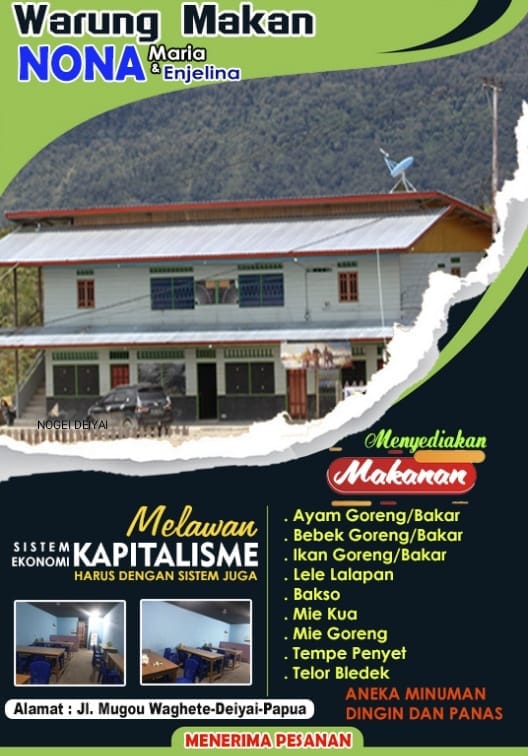 Warung Makan
NONA Maria
& Enjelina
NOGEI DEIYAI
Menyediakan
Makanan
Melawan
SISTEM
EKONOMI KAPITALISME
HARUS DENGAN SISTEM JUGA
. Ayam Goreng/Bakar
. Bebek Goreng/Bakar
. Ikan Goreng/Bakar
. Lele Lalapan
. Bakso
. Mie Kua
. Mie Goreng
. Tempe Penyet
. Telor Bledek
ANEKA MINUMAN
DINGIN DAN PANAS
Alamat : Jl. Mugou Waghete-Deiyai-Papua
MENERIMA PESANAN